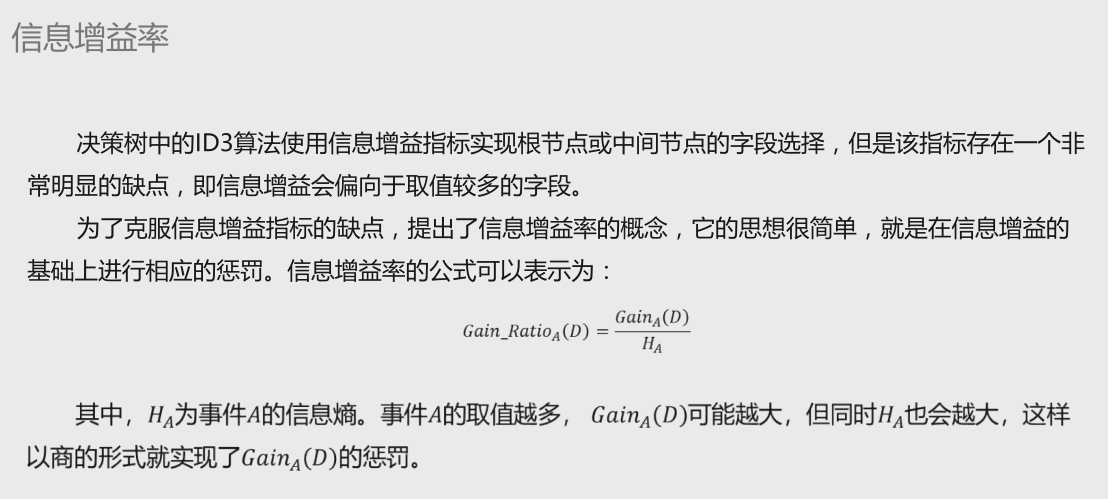 信息增益率
决策树中的ID3算法使用信息增益指标实现根节点或中间节点的字段选择，但是该指标存在一个非
常明显的缺点，即信息增益会偏向于取值较多的字段。
为了克服信息增益指标的缺点，提出了信息增益率的概念，它的思想很简单，就是在信息增益的
基础上进行相应的惩罚。信息增益率的公式可以表示为：
$Gain\_Ratio_A(D) = \frac{Gain_A(D)}{H_A}$
其中，$H_A$为事件$A$的信息熵。事件$A$的取值越多， $Gain_A(D)$可能越大，但同时$H_A$也会越大，这样
以商的形式就实现了$Gain_A(D)$的惩罚。